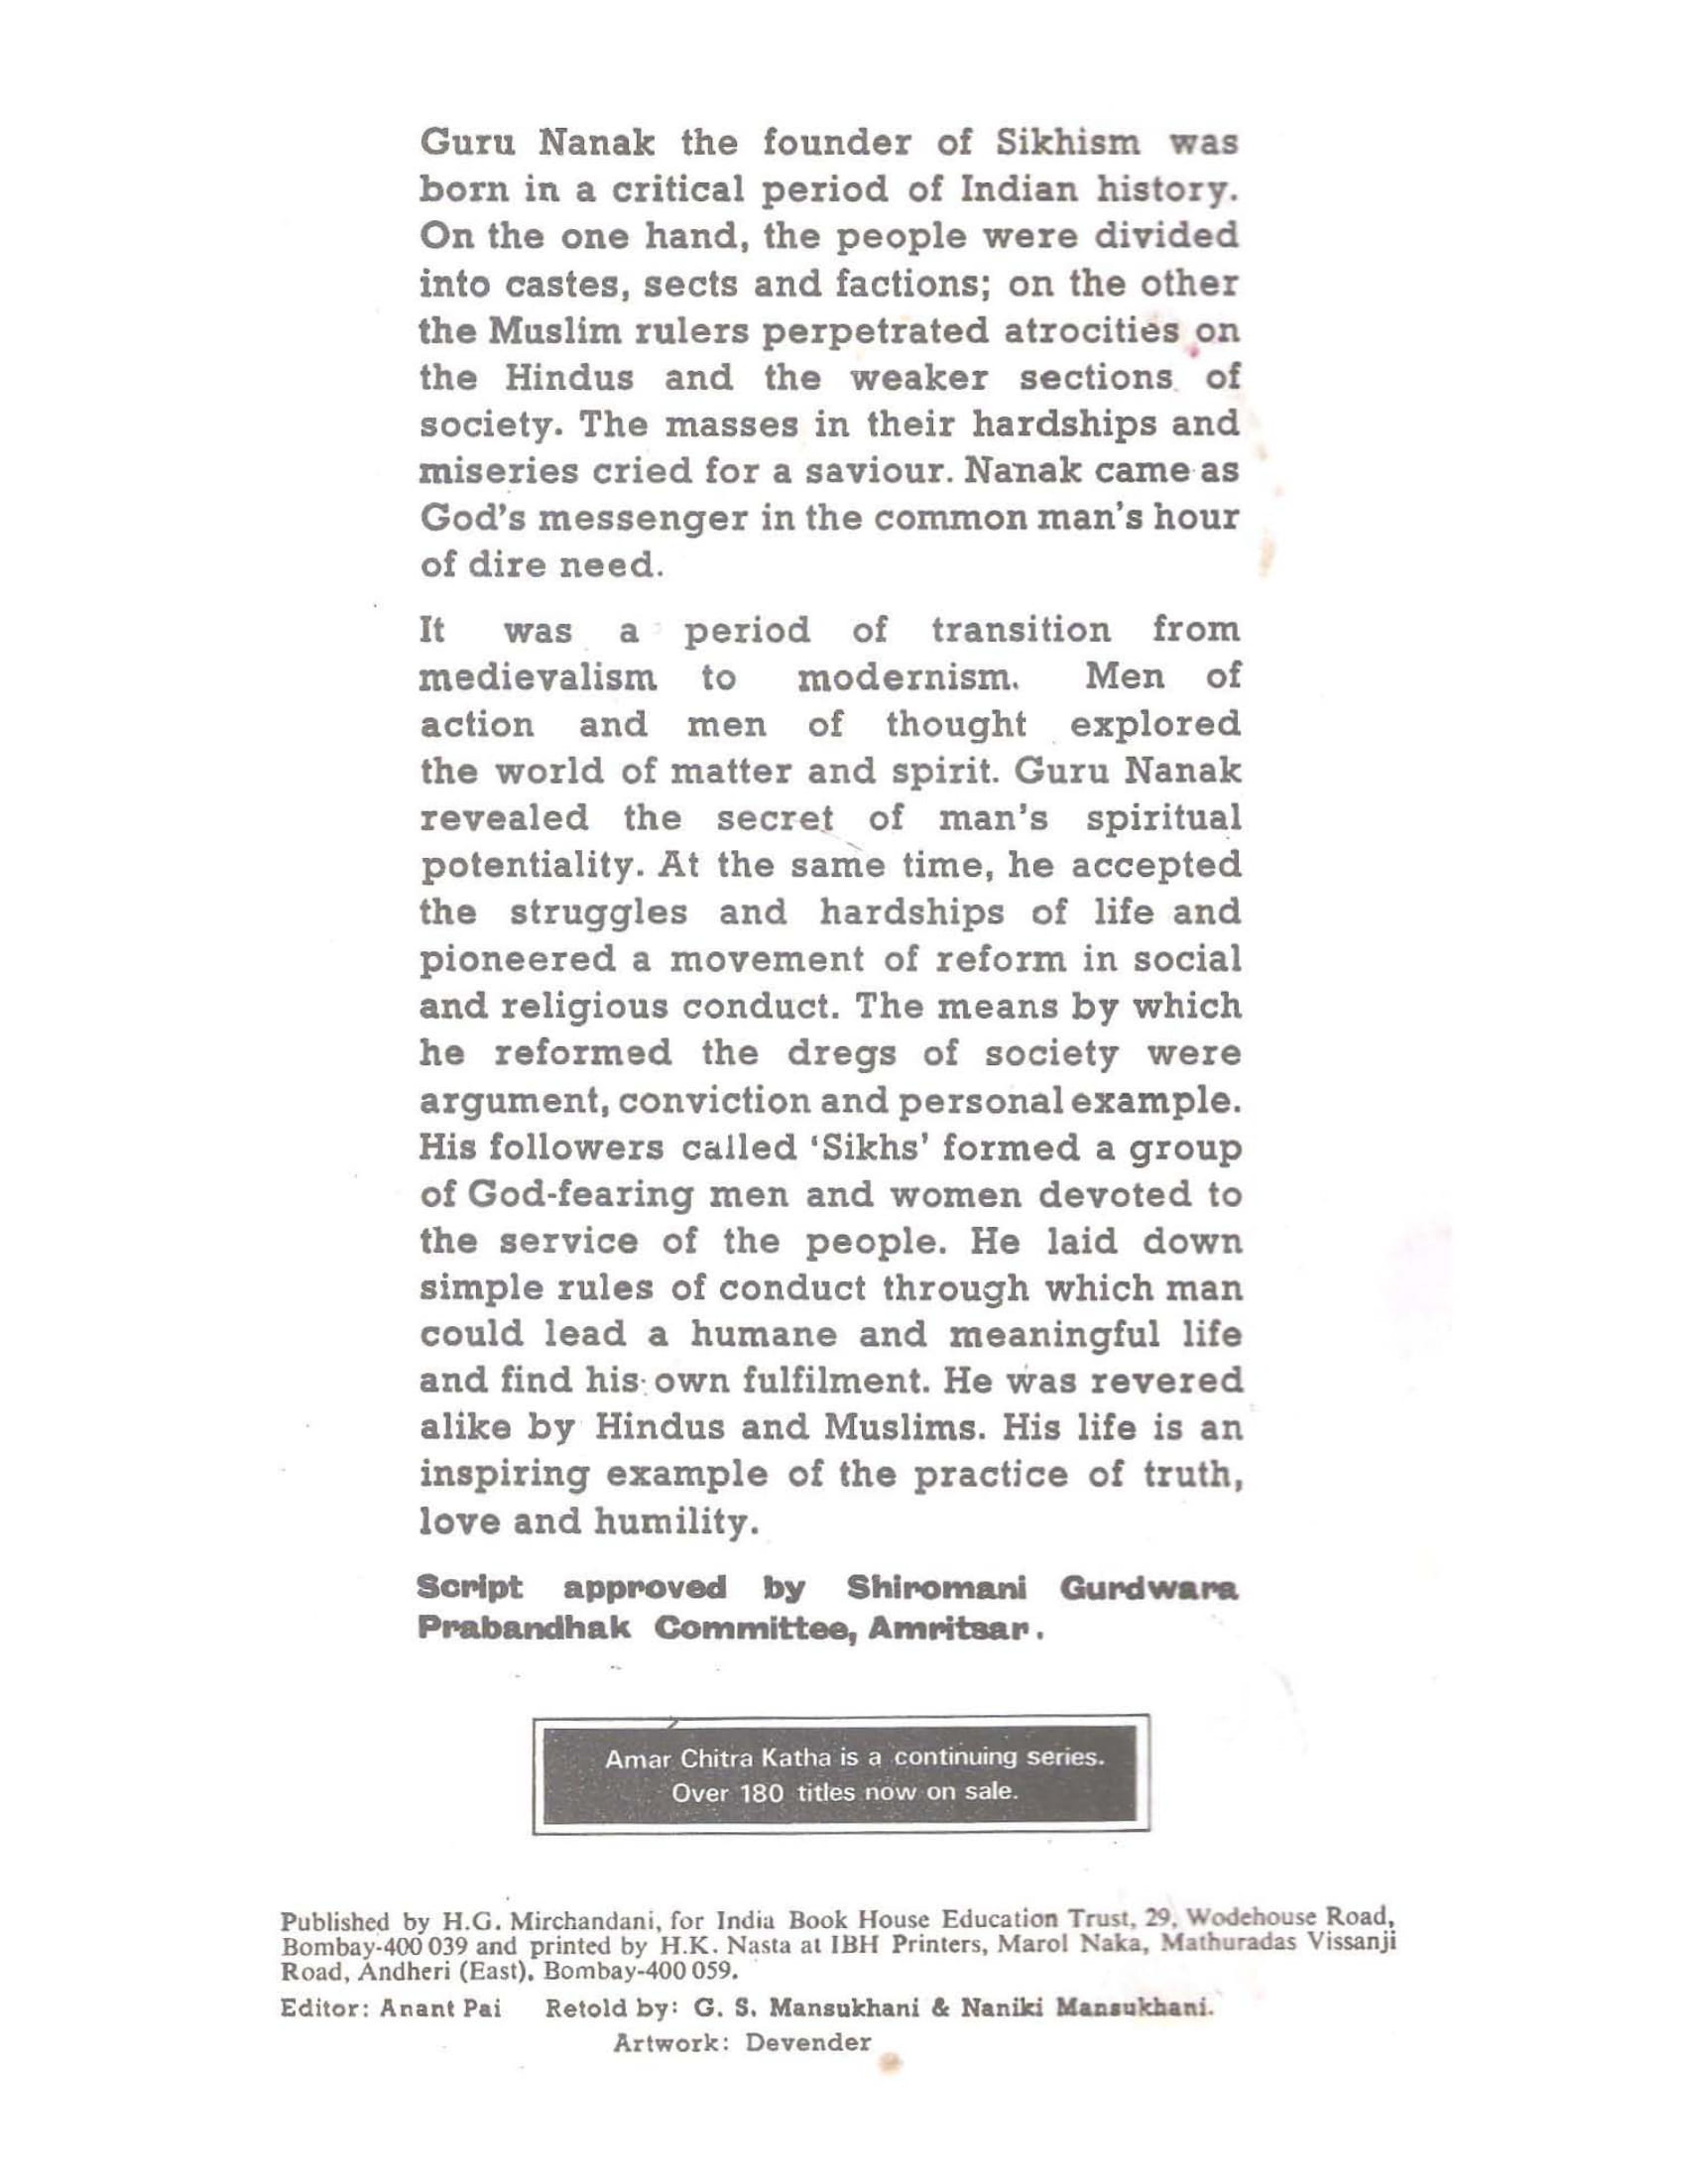 Guru Nanak the founder of Sikhism was
born in a critical period of Indian history.
On the one hand, the people were divided
into castes, sects and factions; on the other
the Muslim rulers perpetrated atrocities on
the Hindus and the weaker sections of
society. The masses in their hardships and
miseries cried for a saviour. Nanak came as
God's messenger in the common man's hour
of dire need.
It was a period of transition from
medievalism to modernism. Men of
action and men of thought explored
the world of matter and spirit. Guru Nanak
revealed the secret of man's spiritual
potentiality. At the same time, he accepted
the struggles and hardships of life and
pioneered a movement of reform in social
and religious conduct. The means by which
he reformed the dregs of society were
argument, conviction and personal example.
His followers called ‘Sikhs’ formed a group
of God-fearing men and women devoted to
the service of the people. He laid down
simple rules of conduct through which man
could lead a humane and meaningful life
and find his own fulfilment. He was revered
alike by Hindus and Muslims. His life is an
inspiring example of the practice of truth,
love and humility.
Script approved by Shiromani Gurdwara
Prabandhak Committee, Amritsar.
Amar Chitra Katha is a continuing series.
Over 180 titles now on sale.
Published by H.G. Mirchandani, for India Book House Education Trust, 29, Wodehouse Road,
Bombay-400 039 and printed by H.K. Nasta at IBH Printers, Marol Naka, Mathuradas Vissanji
Road, Andheri (East), Bombay-400 059.
Editor: Anant Pai Retold by: G. S. Mansukhani & Naniki Mansukhani.
Artwork: Devender